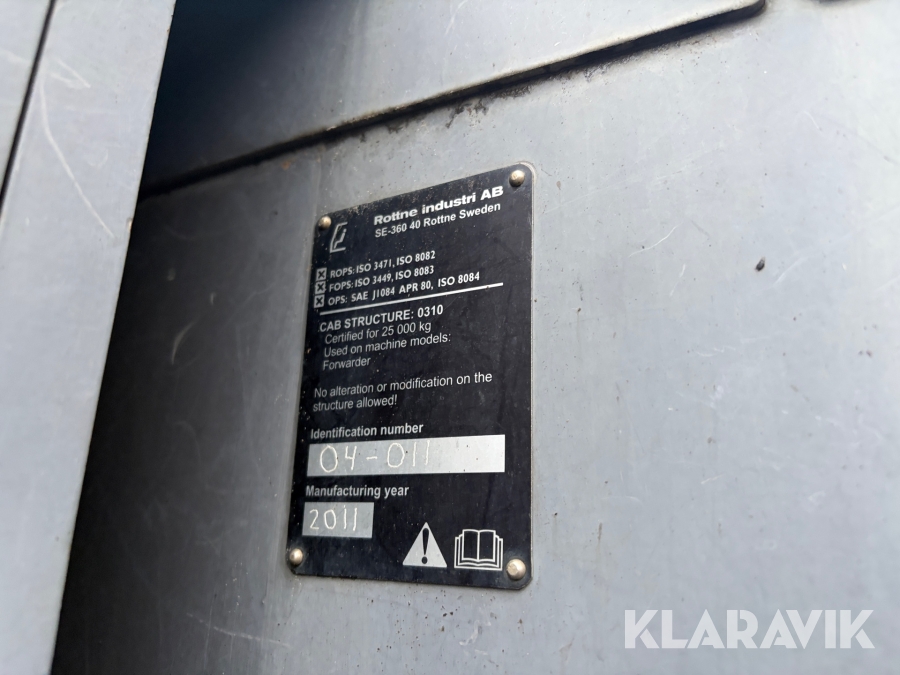 Rottne industri AB
SE-360 40 Rottne Sweden
ROPS: ISO 3471, ISO 8082
FOPS: ISO 3449, ISO 8083
OPS: SAE J1084 APR 80, ISO 8084
CAB STRUCTURE: 0310
Certified for 25 000 kg
Used on machine models:
Forwarder
No alteration or modification on the
structure allowed!
Identification number
04-011
Manufacturing year
2011
KLARAVIK